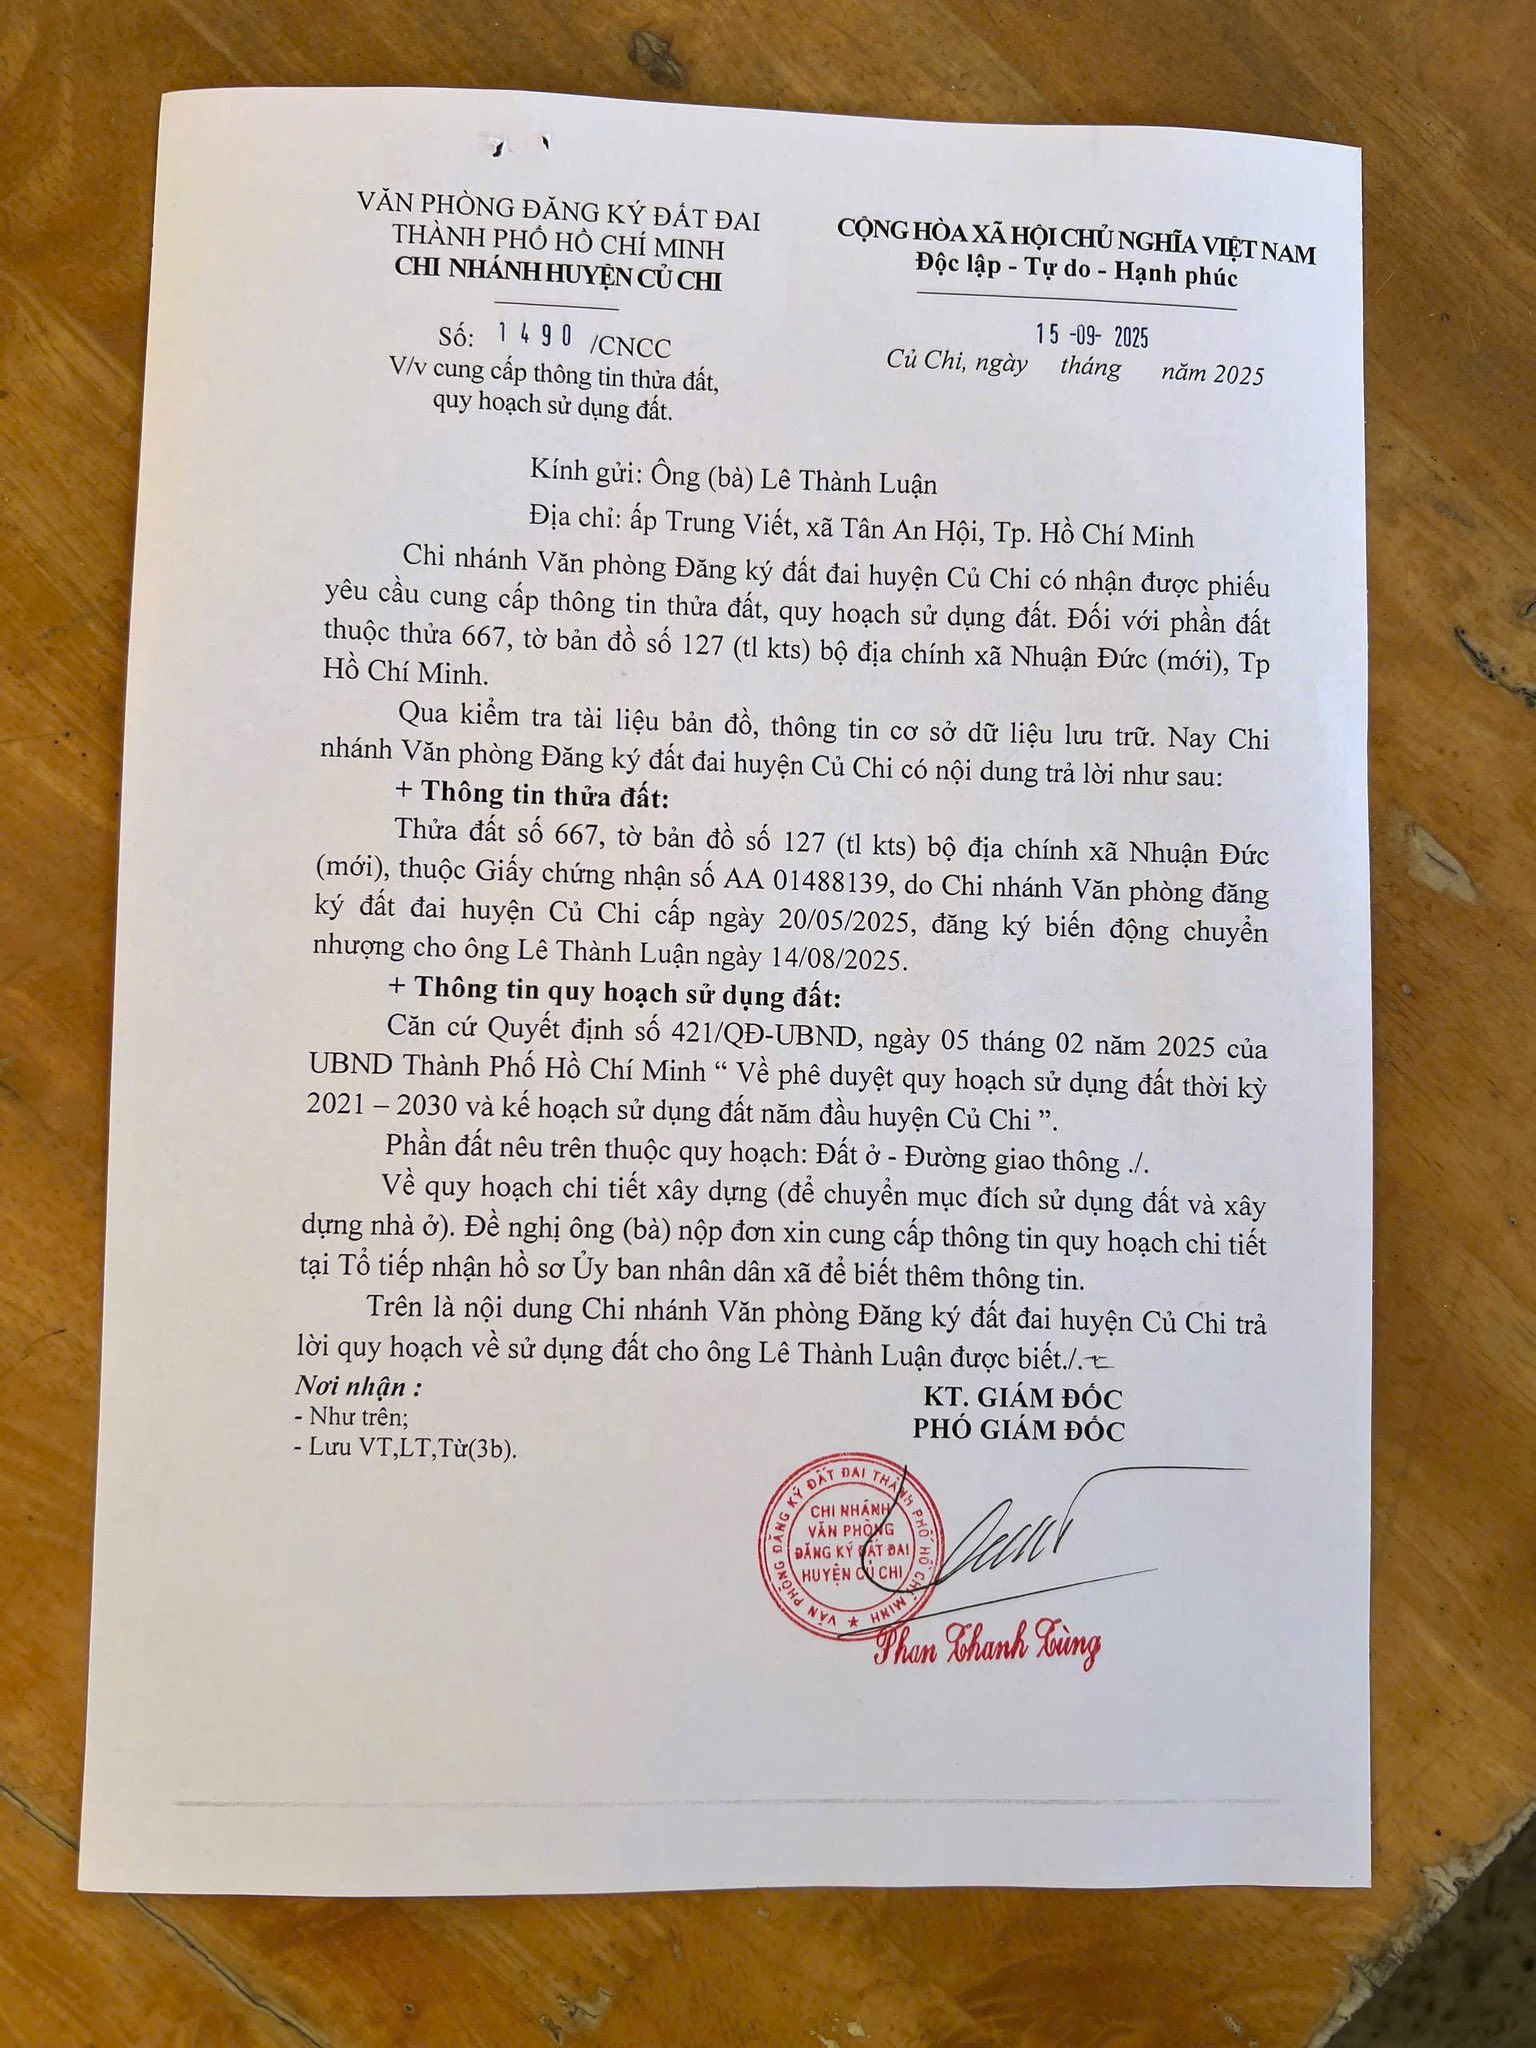 VĂN PHÒNG ĐĂNG KÝ ĐẤT ĐAI
THÀNH PHỐ HỒ CHÍ MINH
CHI NHÁNH HUYỆN CỦ CHI
Số: 1490 /CNCC
V/v cung cấp thông tin thửa đất,
quy hoạch sử dụng đất.
CỘNG HÒA XÃ HỘI CHỦ NGHĨA VIỆT NAM
Độc lập - Tự do - Hạnh phúc
15 -09- 2025
Củ Chi, ngày tháng năm 2025
Kính gửi: Ông (bà) Lê Thành Luận
Địa chỉ: ấp Trung Viết, xã Tân An Hội, Tp. Hồ Chí Minh
Chi nhánh Văn phòng Đăng ký đất đai huyện Củ Chi có nhận được phiếu
yêu cầu cung cấp thông tin thửa đất, quy hoạch sử dụng đất. Đối với phần đất
thuộc thửa 667, tờ bản đồ số 127 (tl kts) bộ địa chính xã Nhuận Đức (mới), Tp
Hồ Chí Minh.
Qua kiểm tra tài liệu bản đồ, thông tin cơ sở dữ liệu lưu trữ. Nay Chi
nhánh Văn phòng Đăng ký đất đai huyện Củ Chi có nội dung trả lời như sau:
+ Thông tin thửa đất:
Thửa đất số 667, tờ bản đồ số 127 (tl kts) bộ địa chính xã Nhuận Đức
(mới), thuộc Giấy chứng nhận số AA 01488139, do Chi nhánh Văn phòng đăng
ký đất đai huyện Củ Chi cấp ngày 20/05/2025, đăng ký biến động chuyển
nhượng cho ông Lê Thành Luận ngày 14/08/2025.
+ Thông tin quy hoạch sử dụng đất:
Căn cứ Quyết định số 421/QĐ-UBND, ngày 05 tháng 02 năm 2025 của
UBND Thành Phố Hồ Chí Minh “ Về phê duyệt quy hoạch sử dụng đất thời kỳ
2021 – 2030 và kế hoạch sử dụng đất năm đầu huyện Củ Chi ”.
Phần đất nêu trên thuộc quy hoạch: Đất ở - Đường giao thông ./.
Về quy hoạch chi tiết xây dựng (để chuyển mục đích sử dụng đất và xây
dựng nhà ở). Đề nghị ông (bà) nộp đơn xin cung cấp thông tin quy hoạch chi tiết
tại Tổ tiếp nhận hồ sơ Ủy ban nhân dân xã để biết thêm thông tin.
Trên là nội dung Chi nhánh Văn phòng Đăng ký đất đai huyện Củ Chi trả
lời quy hoạch về sử dụng đất cho ông Lê Thành Luận được biết./.
Nơi nhận :
- Như trên;
- Lưu VT,LT,Từ(3b).
KT. GIÁM ĐỐC
PHÓ GIÁM ĐỐC
VĂN PHÒNG ĐĂNG KÝ ĐẤT ĐAI THÀNH PHỐ HỒ CHÍ MINH ★
CHI NHÁNH
VĂN PHÒNG
ĐĂNG KÝ ĐẤT ĐAI
HUYỆN CỦ CHI
Phan Thanh Tùng